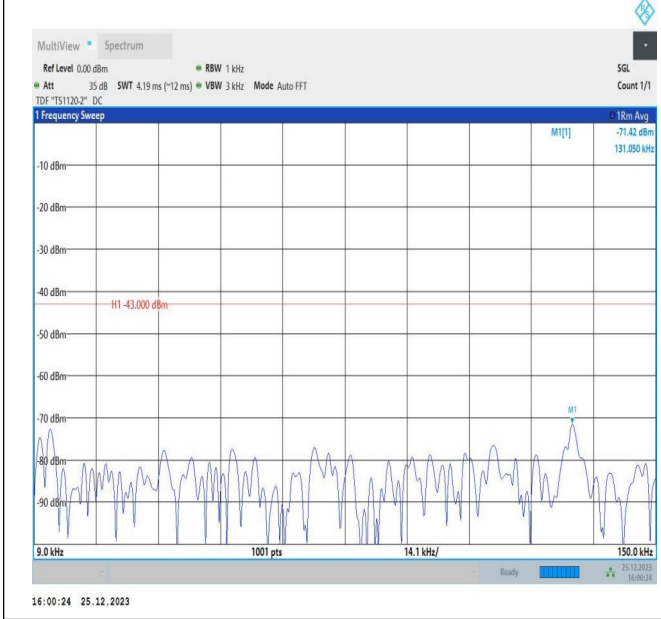 MultiView Spectrum
Ref Level 0.00 dBm RBW 1 kHz SGL
Att 35 dB SWT 4.19 ms (~12 ms) VBW 3 kHz Mode Auto FFT Count 1/1
TDF "TS1120-2" DC
1 Frequency Sweep 1Rm Avg
M1[1] -71.42 dBm
131.050 kHz
-10 dBm
-20 dBm
-30 dBm
-40 dBm
H1 -43.000 dBm
-50 dBm
-60 dBm
M1
-70 dBm
-80 dBm
-90 dBm
9.0 kHz 1001 pts 14.1 kHz/ 150.0 kHz
Ready 25.12.2023
16:00:24
16:00:24 25.12.2023